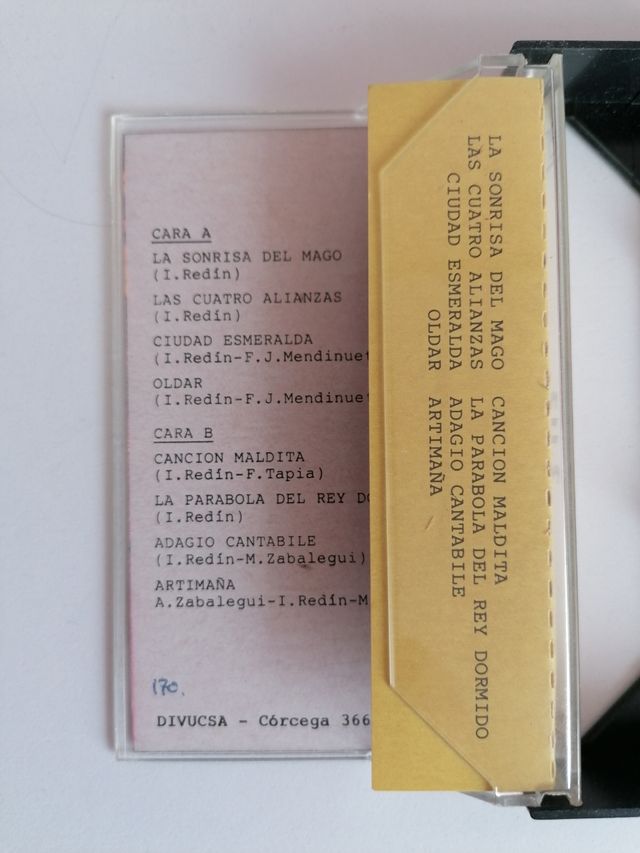 CARA A
LA SONRISA DEL MAGO
(I.Redín)
LAS CUATRO ALIANZAS
(I.Redín)
CIUDAD ESMERALDA
(I.Redín-F.J.Mendinuet
OLDAR
(I.Redín-F.J.Mendinue
CARA B
CANCION MALDITA
(I.Redín-F.Tapia)
LA PARABOLA DEL REY DO
(I.Redín)
ADAGIO CANTABILE
(I.Redín-M.Zabalegui)
ARTIMAÑA
A.Zabalegui-I.Redín-M
170.
DIVUCSA - Córcega 366
LA SONRISA DEL MAGO CANCION MALDITA
LAS CUATRO ALIANZAS LA PARABOLA DEL REY DORMIDO
CIUDAD ESMERALDA ADAGIO CANTABILE
OLDAR ARTIMAÑA